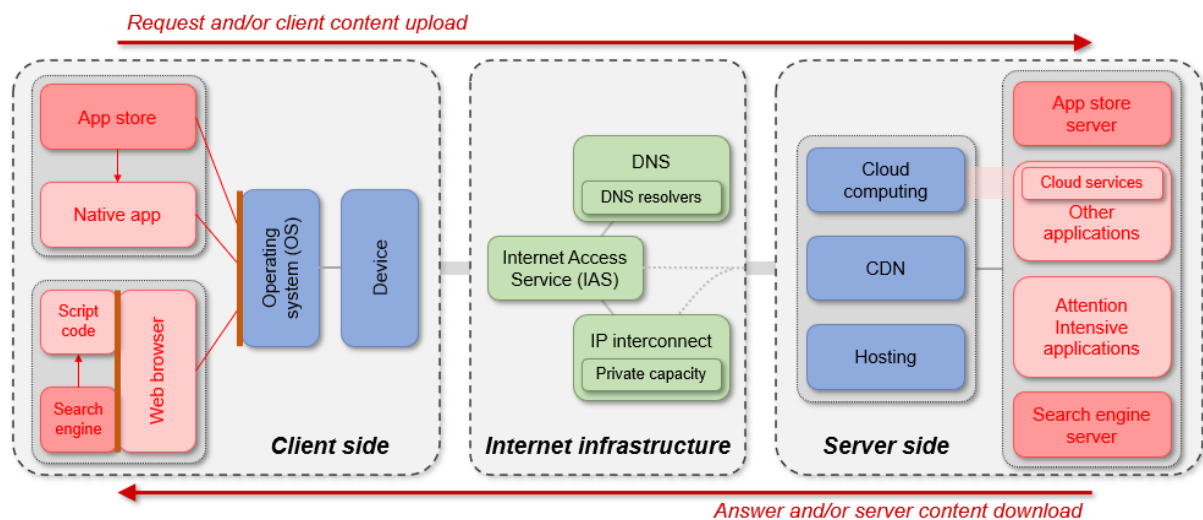 Request and/or client content upload
App store
Native app
Script
code
Search
engine
Web browser
Operating
system (OS)
Device
Client side
DNS
DNS resolvers
Internet Access
Service (IAS)
IP interconnect
Private capacity
Internet infrastructure
Cloud
computing
CDN
Hosting
Server side
App store
server
Cloud services
Other
applications
Attention
Intensive
applications
Search engine
server
Answer and/or server content download